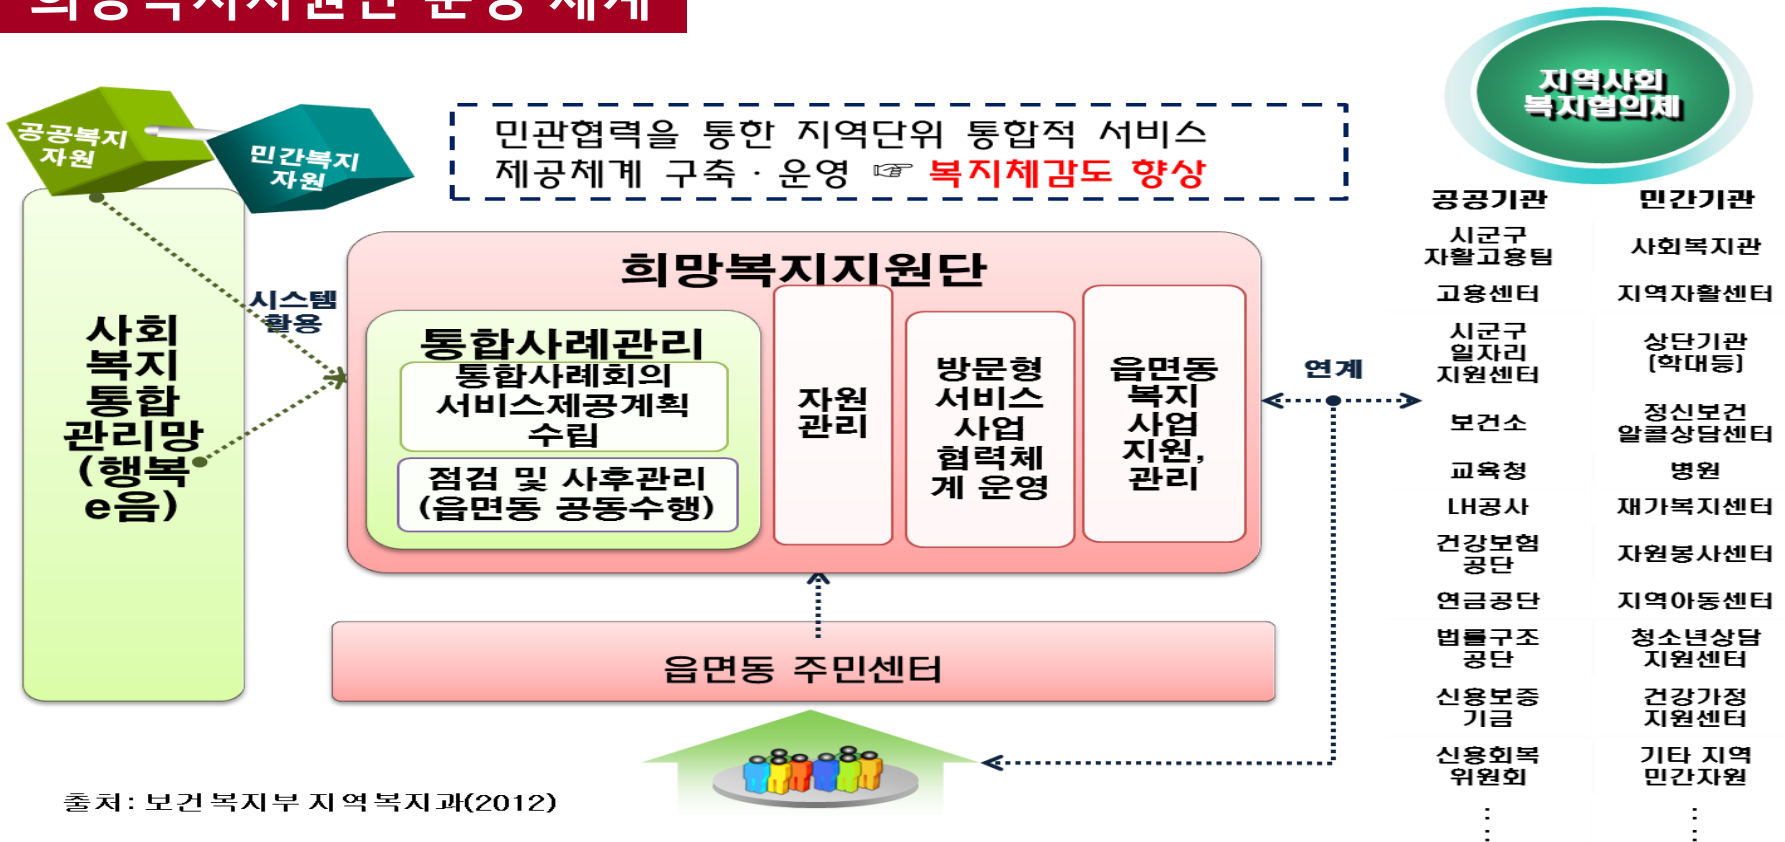 희망복지지원단 운영 체계
공공복지
자원
민간복지
자원
민관협력을 통한 지역단위 통합적 서비스
제공체계 구축 · 운영 ☞ 복지체감도 향상
지역사회
복지협의체
사회
복지
통합
관리망
(행복
e음)
시스템
활용
희망복지지원단
통합사례관리
통합사례회의
서비스제공계획
수립
점검 및 사후관리
(읍면동 공동수행)
자원
관리
방문형
서비스
사업
협력체
계 운영
읍면동
복지
사업
지원,
관리
연계
읍면동 주민센터
공공기관
시군구
자활고용팀
고용센터
시군구
일자리
지원센터
보건소
교육청
LH공사
건강보험
공단
연금공단
법률구조
공단
신용보증
기금
신용회복
위원회
⋮
민간기관
사회복지관
지역자활센터
상단기관
(학대등)
정신보건
알콜상담센터
병원
재가복지센터
자원봉사센터
지역아동센터
청소년상담
지원센터
건강가정
지원센터
기타 지역
민간자원
⋮
출처: 보건복지부 지역복지과(2012)